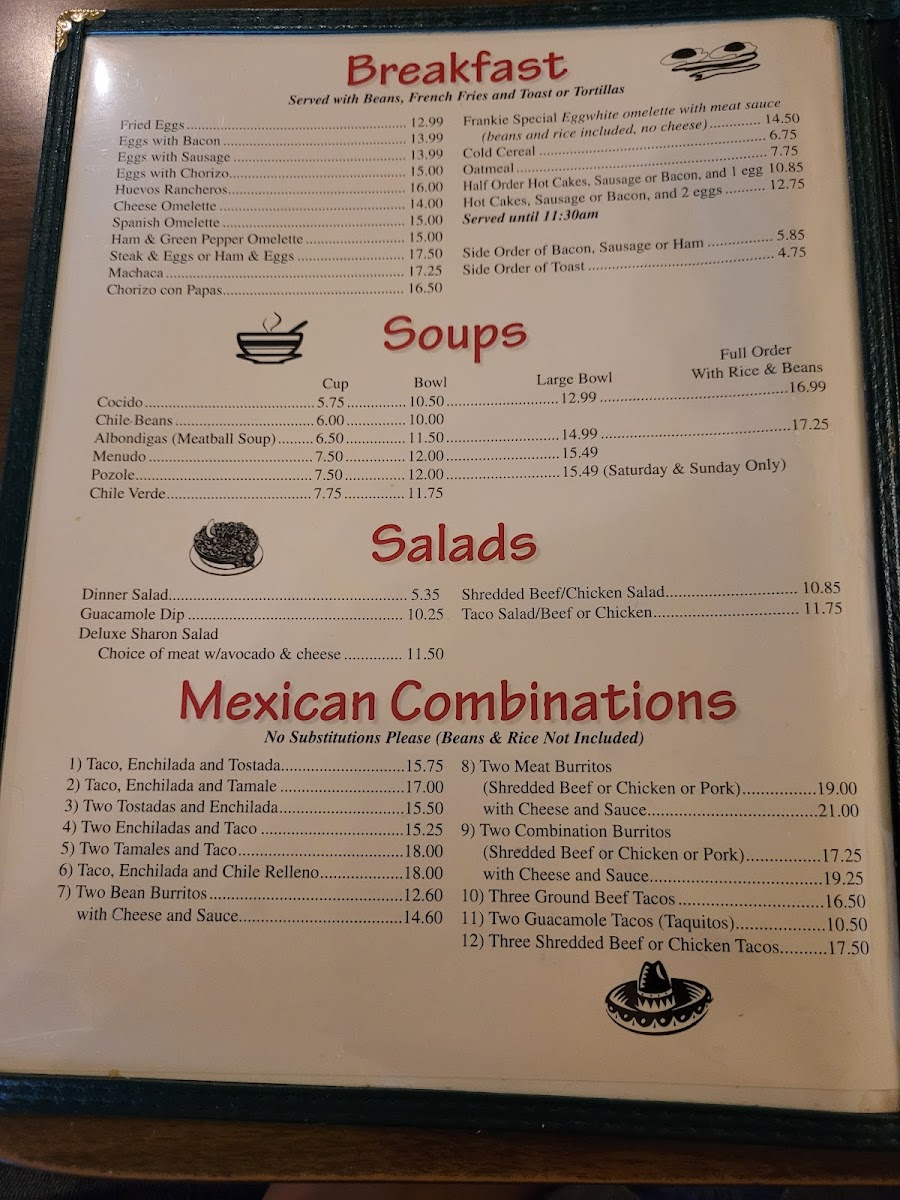 Breakfast
Served with Beans, French Fries and Toast or Tortillas
Fried Eggs 12.99
Eggs with Bacon 13.99
Eggs with Sausage 13.99
Eggs with Chorizo 15.00
Huevos Rancheros 16.00
Cheese Omelette 14.00
Spanish Omelette 15.00
Ham & Green Pepper Omelette 15.00
Steak & Eggs or Ham & Eggs 17.50
Machaca 17.25
Chorizo con Papas 16.50
Frankie Special Eggwhite omelette with meat sauce
(beans and rice included, no cheese) 14.50
Cold Cereal 6.75
Oatmeal 7.75
Half Order Hot Cakes, Sausage or Bacon, and 1 egg 10.85
Hot Cakes, Sausage or Bacon, and 2 eggs 12.75
Served until 11:30am
Side Order of Bacon, Sausage or Ham 5.85
Side Order of Toast 4.75
Soups
Cup Bowl Large Bowl Full Order
With Rice & Beans
Cocido 5.75 10.50 12.99 16.99
Chile Beans 6.00 10.00
Albondigas (Meatball Soup) 6.50 11.50 14.99 17.25
Menudo 7.50 12.00 15.49
Pozole 7.50 12.00 15.49 (Saturday & Sunday Only)
Chile Verde 7.75 11.75
Salads
Dinner Salad 5.35
Guacamole Dip 10.25
Deluxe Sharon Salad
Choice of meat w/avocado & cheese 11.50
Shredded Beef/Chicken Salad 10.85
Taco Salad/Beef or Chicken 11.75
Mexican Combinations
No Substitutions Please (Beans & Rice Not Included)
1) Taco, Enchilada and Tostada 15.75
2) Taco, Enchilada and Tamale 17.00
3) Two Tostadas and Enchilada 15.50
4) Two Enchiladas and Taco 15.25
5) Two Tamales and Taco 18.00
6) Taco, Enchilada and Chile Relleno 18.00
7) Two Bean Burritos 12.60
with Cheese and Sauce 14.60
8) Two Meat Burritos
(Shredded Beef or Chicken or Pork) 19.00
with Cheese and Sauce 21.00
9) Two Combination Burritos
(Shredded Beef or Chicken or Pork) 17.25
with Cheese and Sauce 19.25
10) Three Ground Beef Tacos 16.50
11) Two Guacamole Tacos (Taquitos) 10.50
12) Three Shredded Beef or Chicken Tacos 17.50